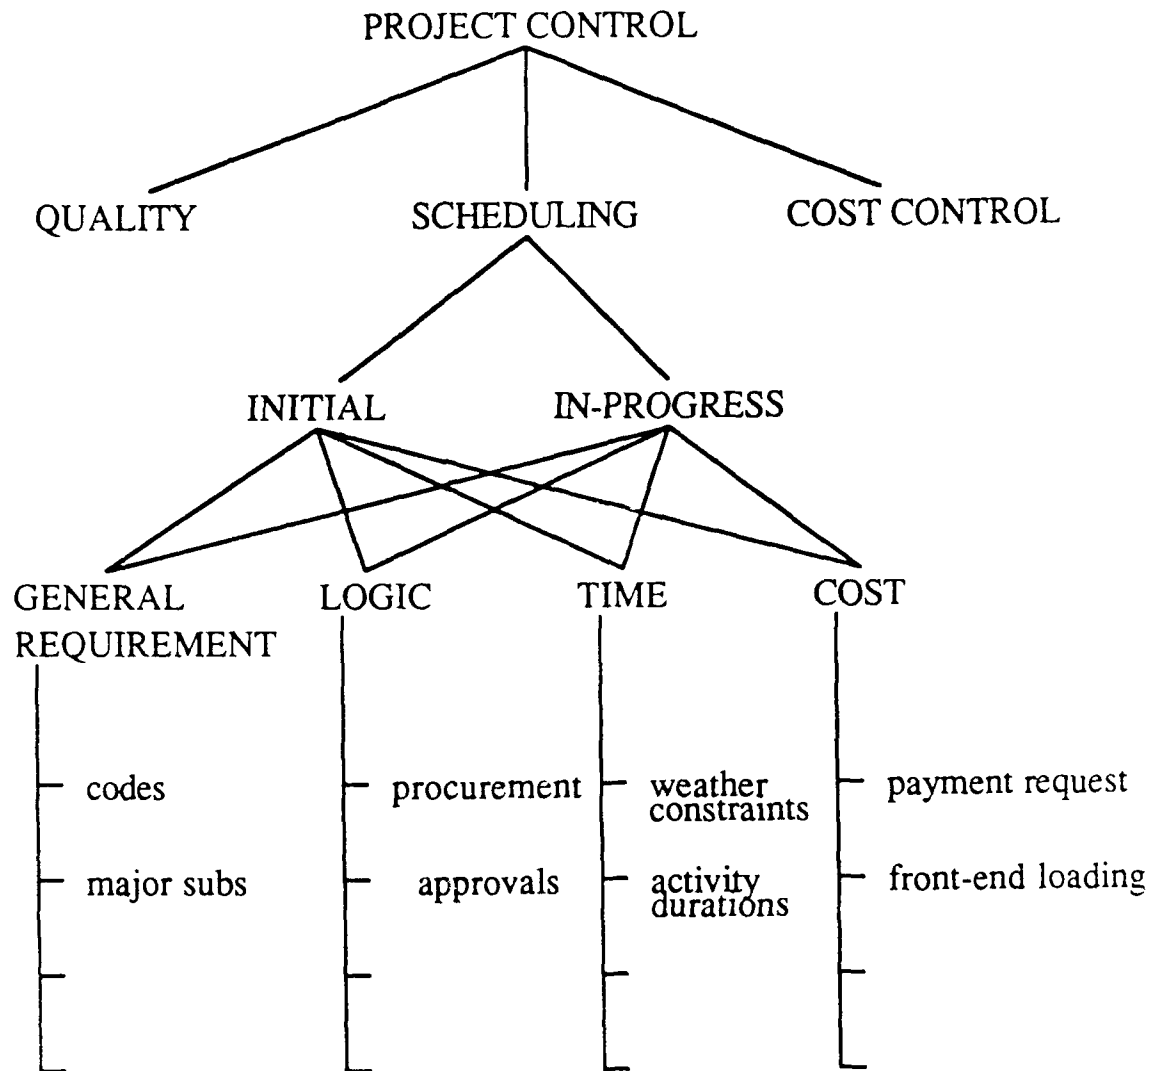 PROJECT CONTROL
QUALITY
SCHEDULING
COST CONTROL
INITIAL
IN-PROGRESS
GENERAL
REQUIREMENT
LOGIC
TIME
COST
codes
procurement
weather
constraints
payment request
major subs
approvals
activity
durations
front-end loading